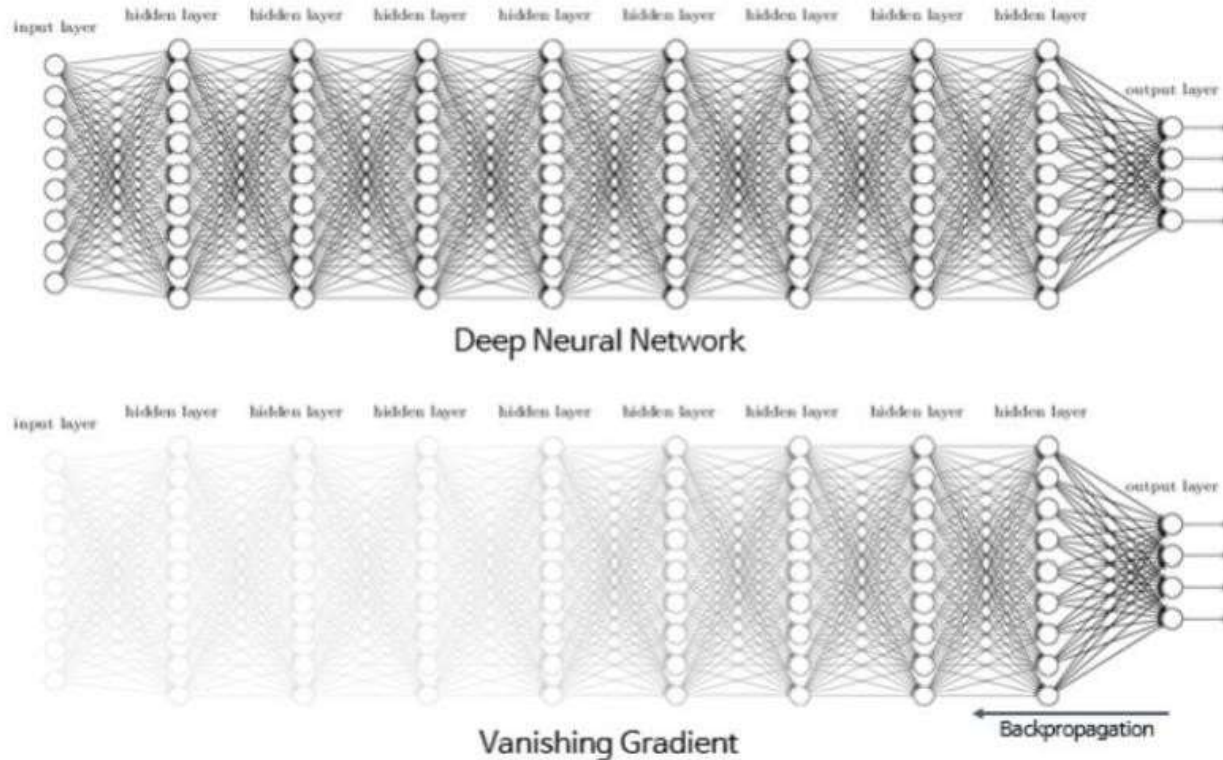 hidden layer hidden layer hidden layer hidden layer hidden layer hidden layer hidden layer hidden layer
input layer
output layer
Deep Neural Network
hidden layer hidden layer hidden layer hidden layer hidden layer hidden layer hidden layer hidden layer
input layer
output layer
Backpropagation
Vanishing Gradient